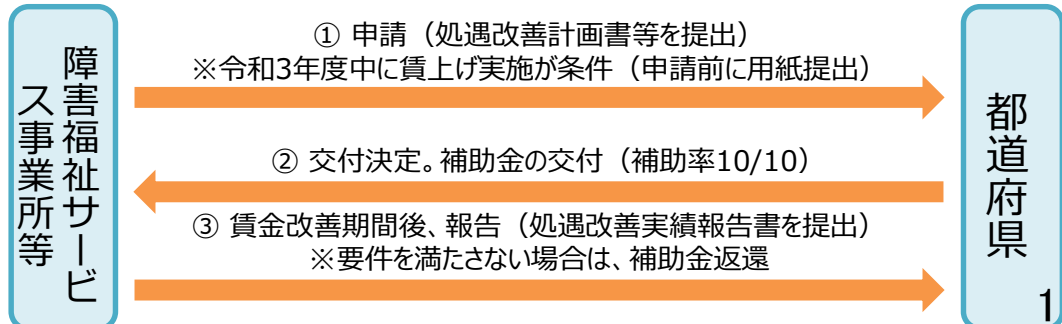 障害福祉サービ
ス事業所等
① 申請（処遇改善計画書等を提出）
※令和3年度中に賃上げ実施が条件（申請前に用紙提出）
② 交付決定。補助金の交付（補助率10/10）
③ 賃金改善期間後、報告（処遇改善実績報告書を提出）
※要件を満たさない場合は、補助金返還
都道府県
1